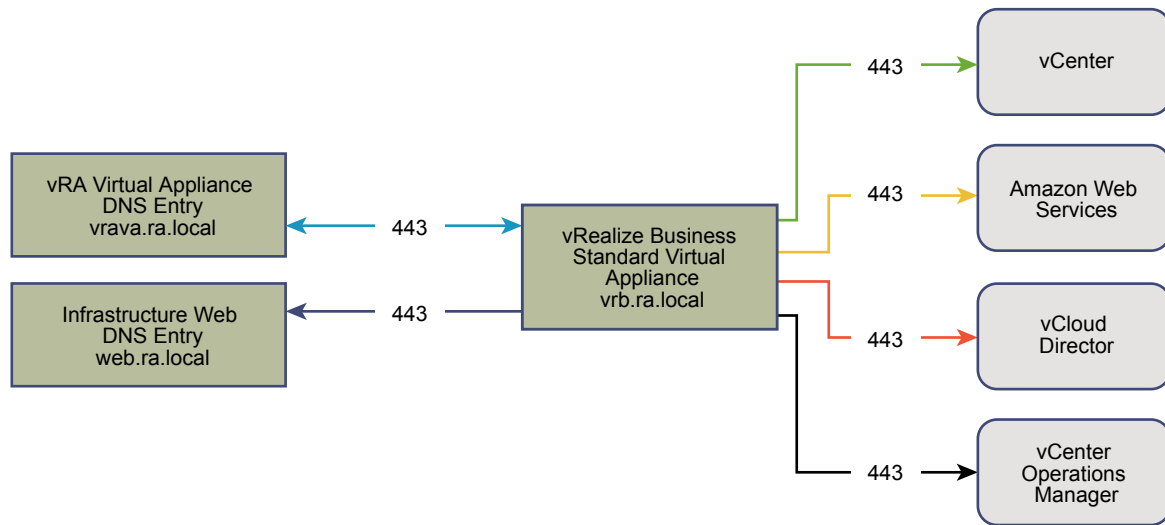 vRA Virtual Appliance
DNS Entry
vrava.ra.local
443
Infrastructure Web
DNS Entry
web.ra.local
443
vRealize Business
Standard Virtual
Appliance
vrb.ra.local
443
vCenter
443
Amazon Web
Services
443
vCloud
Director
443
vCenter
Operations
Manager